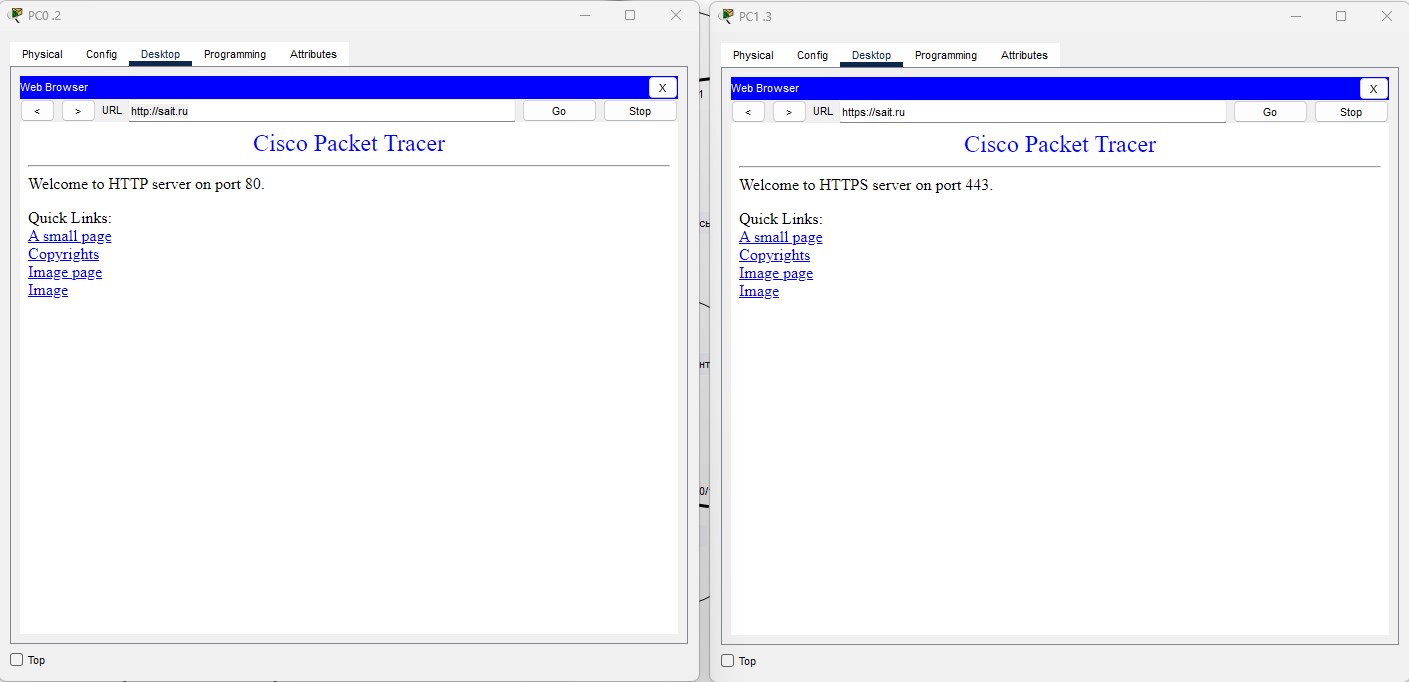 PC0 .2
Physical Config Desktop Programming Attributes
Web Browser X
< > URL http://sait.ru Go Stop
Cisco Packet Tracer
Welcome to HTTP server on port 80.
Quick Links:
A small page
Copyrights
Image page
Image
Top
PC1 .3
Physical Config Desktop Programming Attributes
Web Browser X
< > URL https://sait.ru Go Stop
Cisco Packet Tracer
Welcome to HTTPS server on port 443.
Quick Links:
A small page
Copyrights
Image page
Image
Top